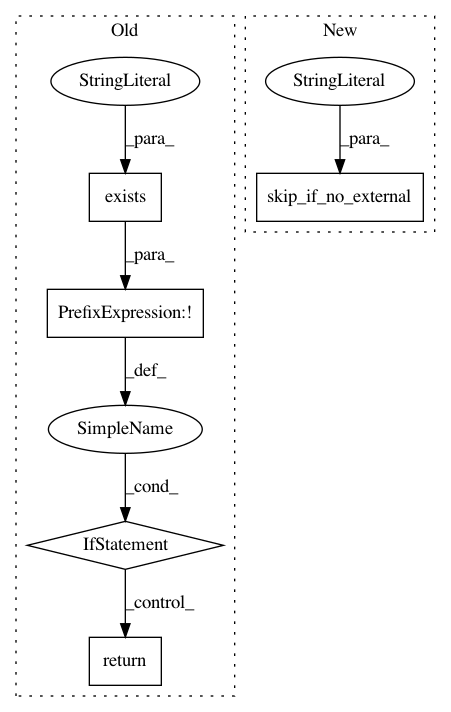 Old
New
StringLiteral
StringLiteral
_para_
_para_
exists
skip_if_no_external
_para_
PrefixExpression:!
_def_
SimpleName
_cond_
IfStatement
_control_
return